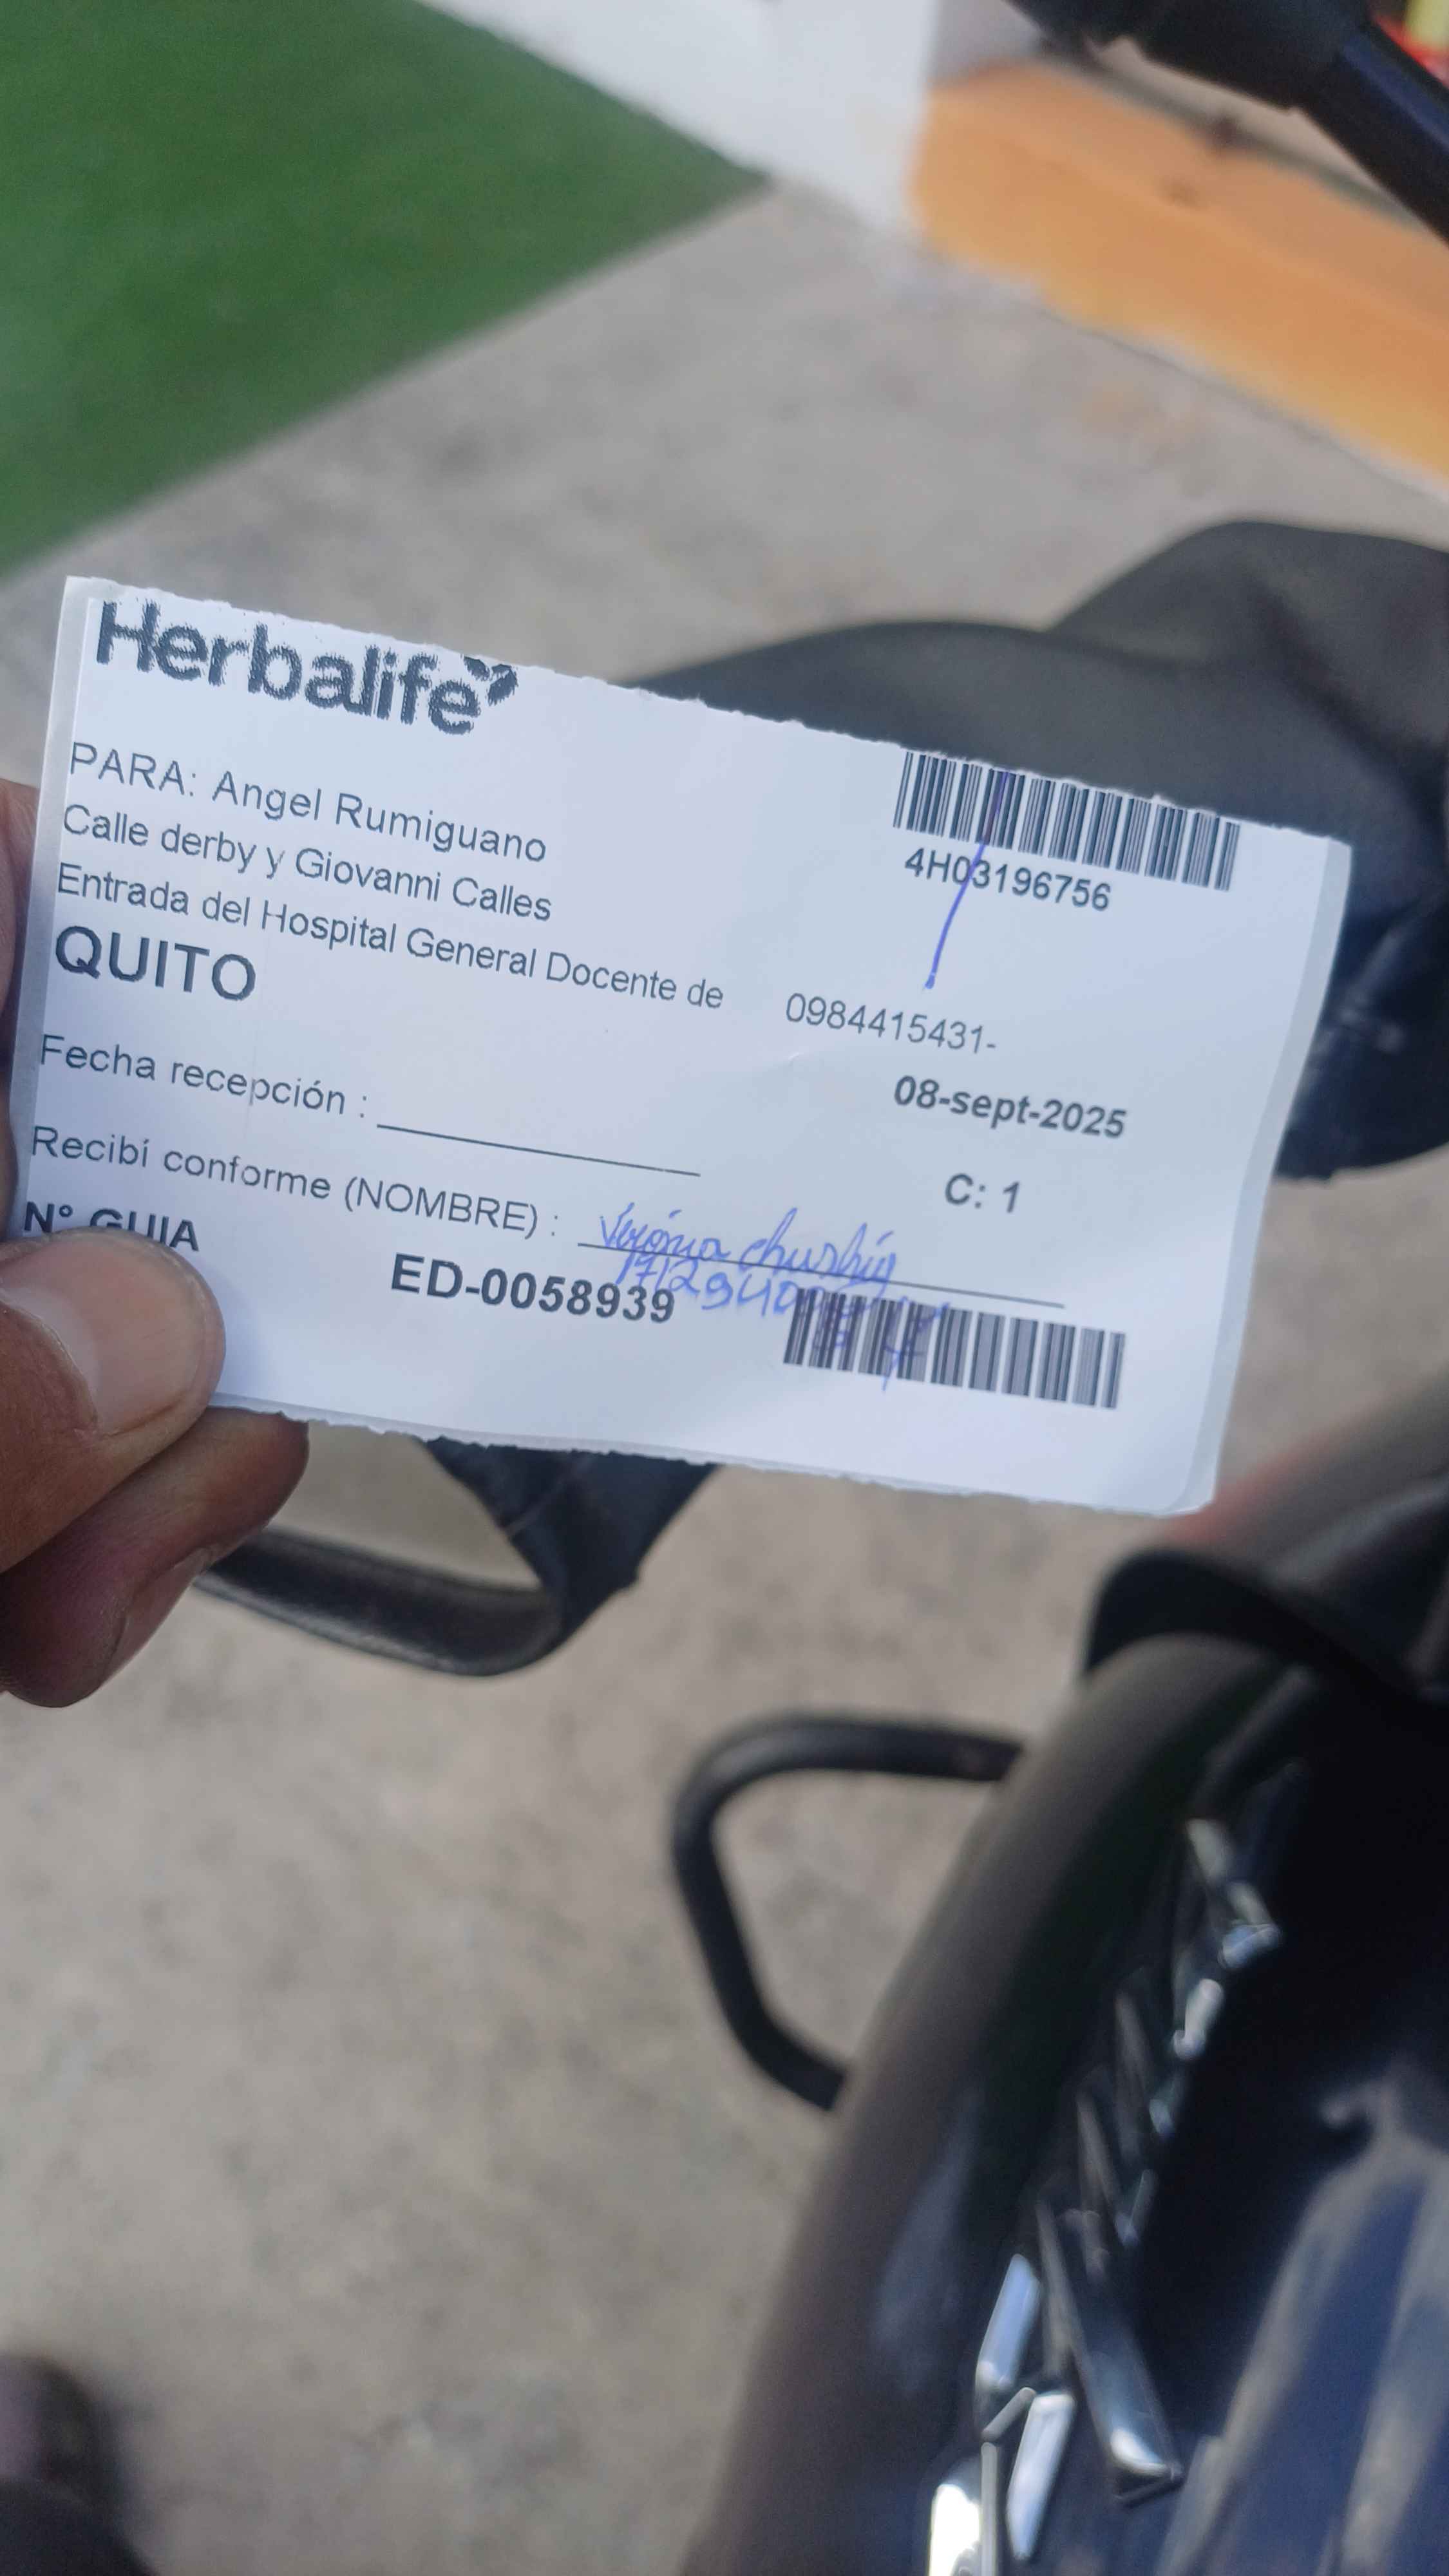 Herbalife
PARA: Angel Rumiguano
Calle derby y Giovanni Calles
Entrada del Hospital General Docente de
QUITO
4H03196756
0984415431-
08-sept-2025
Fecha recepción :
C: 1
Recibí conforme (NOMBRE) : Verónica
Nº GUIA
ED-0058939